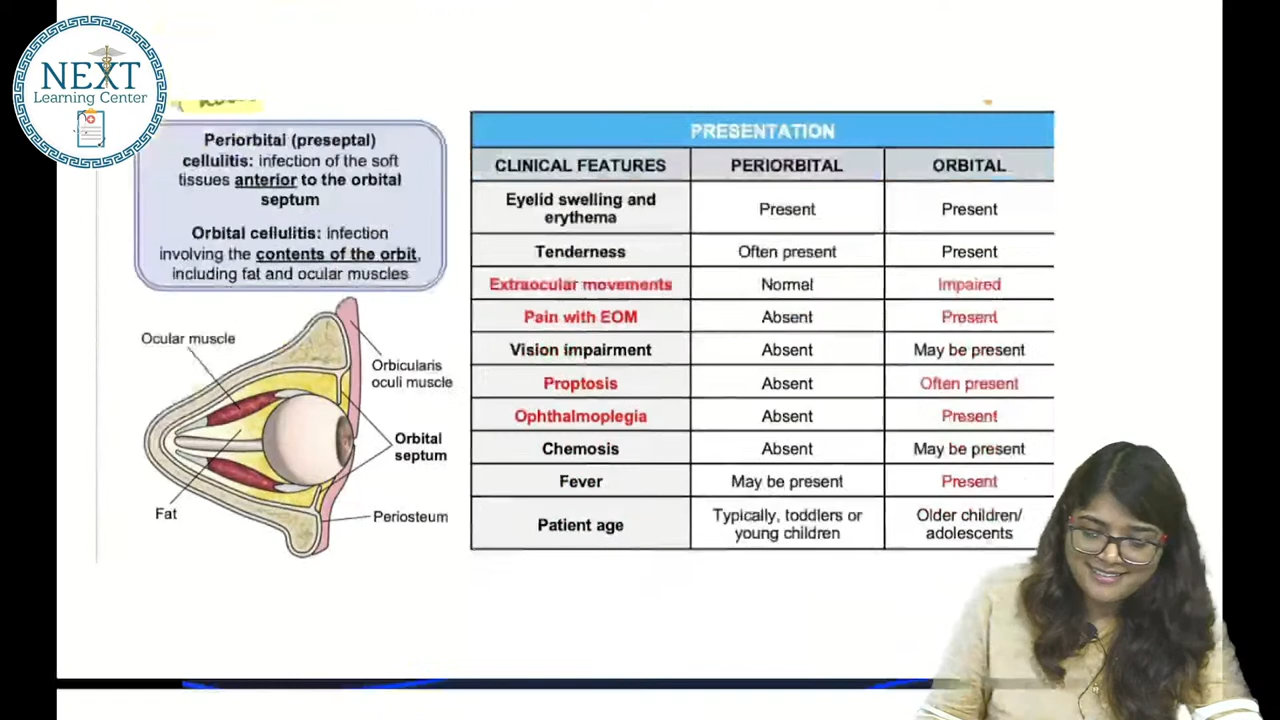 NEXT
Learning Center
Periorbital (preseptal)
cellulitis: infection of the soft
tissues anterior to the orbital
septum
Orbital cellulitis: infection
involving the contents of the orbit,
including fat and ocular muscles
Ocular muscle
Orbicularis
oculi muscle
Orbital
septum
Fat
Periosteum
PRESENTATION
CLINICAL FEATURES PERIORBITAL ORBITAL
Eyelid swelling and
erythema Present Present
Tenderness Often present Present
Extraocular movements Normal Impaired
Pain with EOM Absent Present
Vision impairment Absent May be present
Proptosis Absent Often present
Ophthalmoplegia Absent Present
Chemosis Absent May be present
Fever May be present Present
Patient age Typically, toddlers or
young children Older children/
adolescents